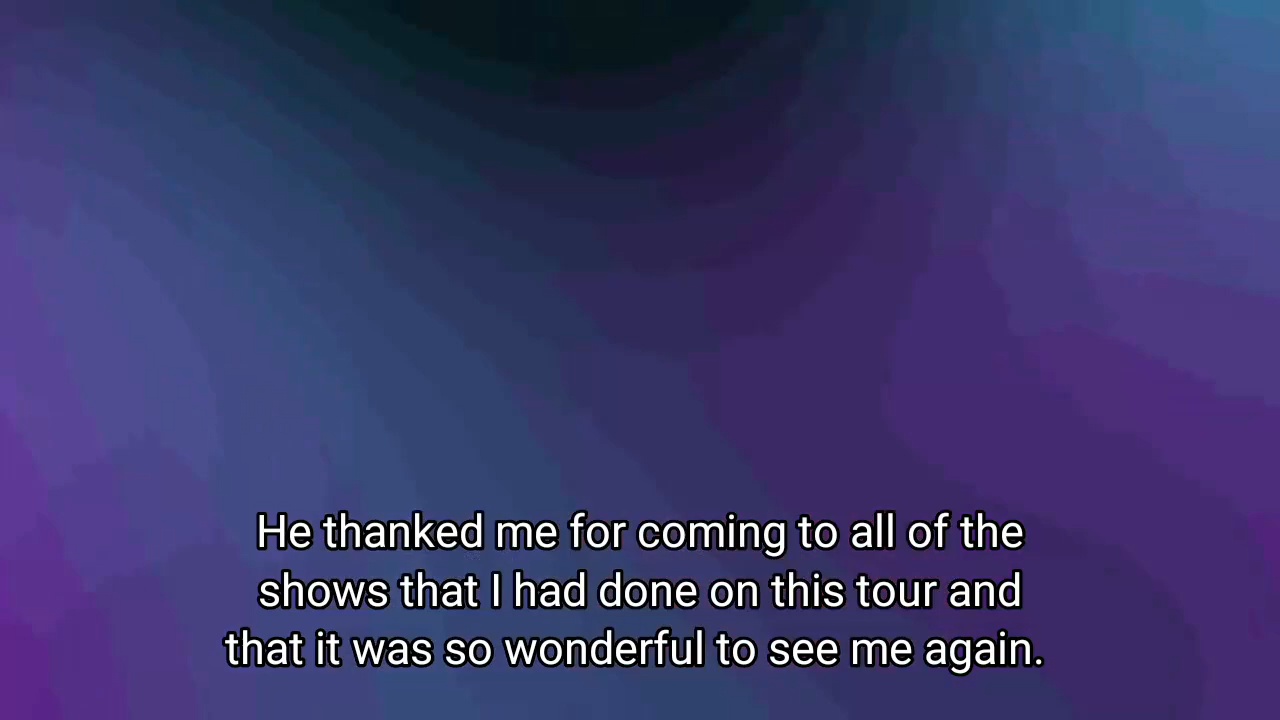 He thanked me for coming to all of the
shows that I had done on this tour and
that it was so wonderful to see me again.